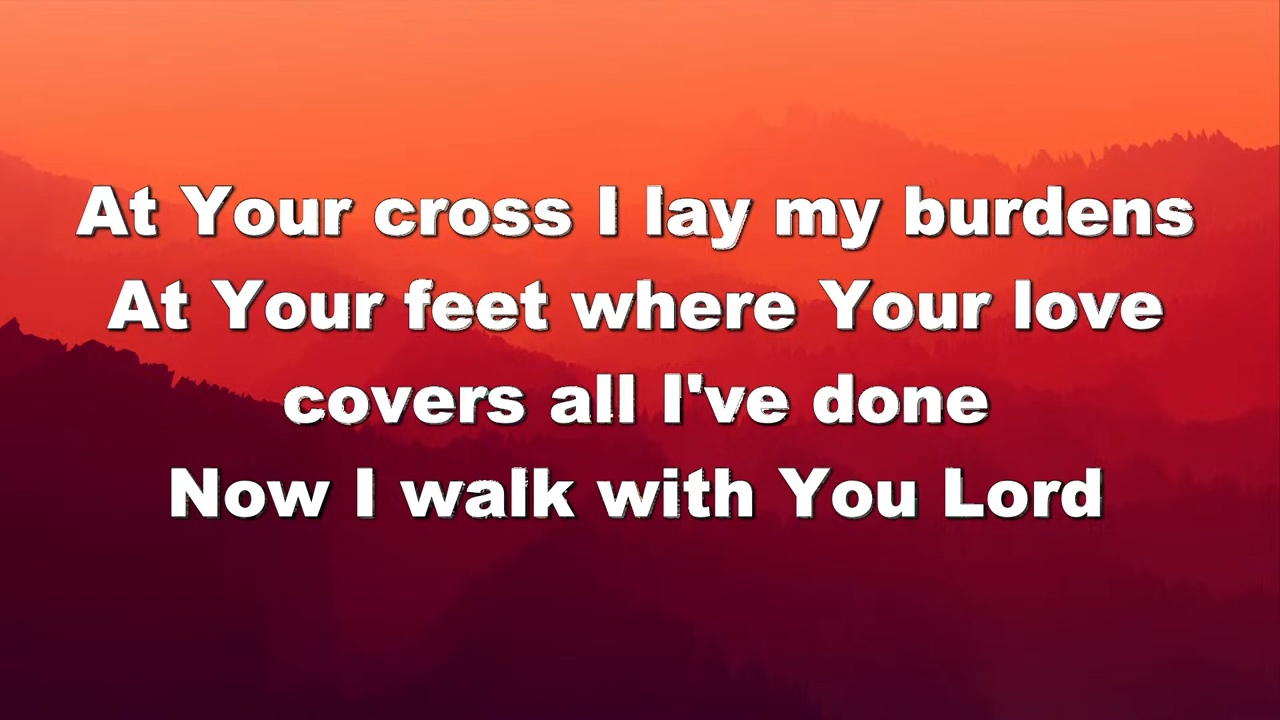 At Your cross I lay my burdens
At Your feet where Your love
covers all I've done
Now I walk with You Lord